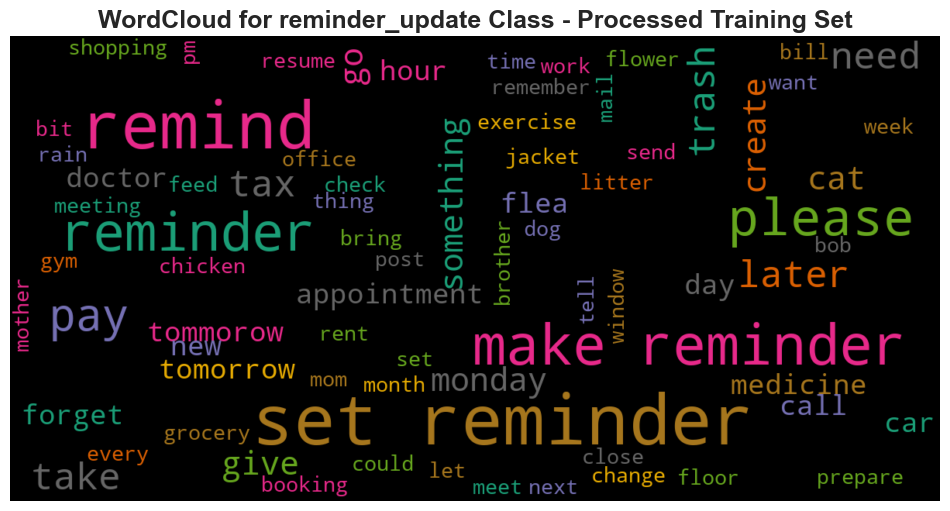 WordCloud for reminder_update Class - Processed Training Set
shopping
pm
resume
go
hour
time
work
flower
remember
mail
trash
bill
need
want
create
week
bit
remind
rain
exercise
office
jacket
send
doctor
feed
tax
check
thing
something
litter
cat
meeting
flea
please
reminder
bring
brother
dog
bob
gym
chicken
post
day
later
mother
appointment
tell
window
pay
tommorow
new
rent
make reminder
tomorrow
set
mom
month
monday
medicine
forget
set reminder
call
car
grocery
every
give
could
let
close
take
booking
meet
next
change
floor
prepare